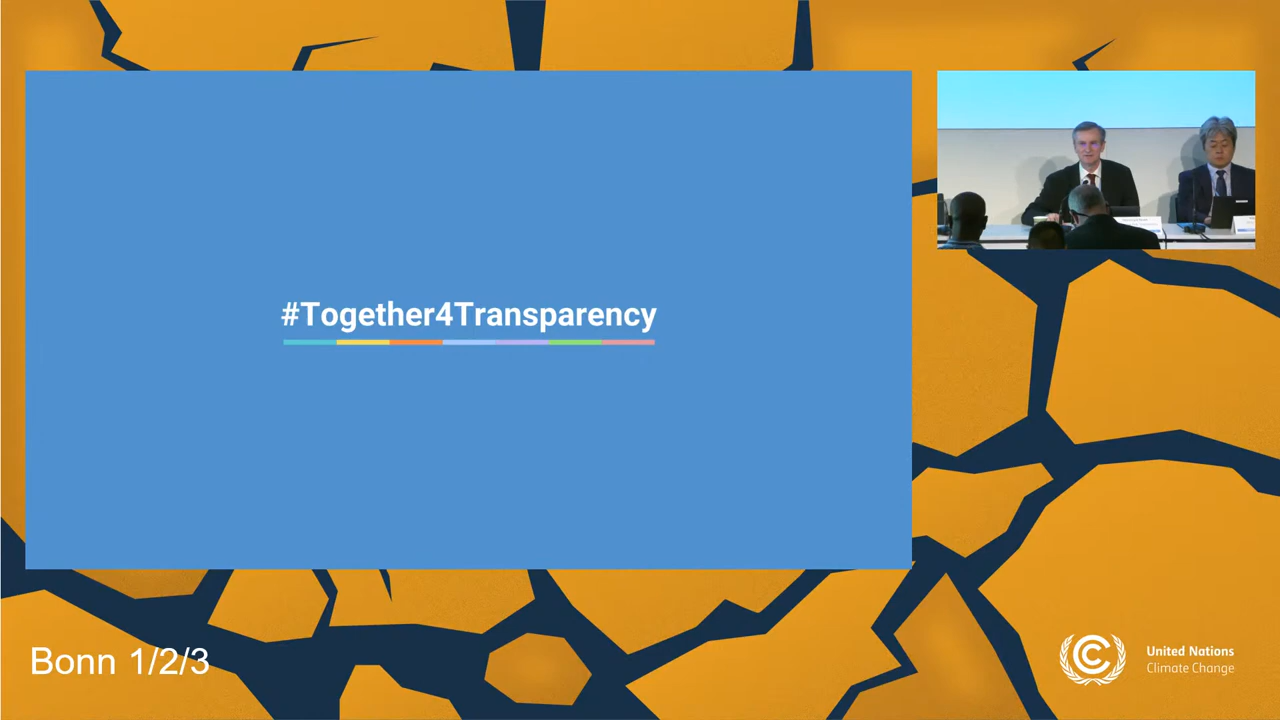 #Together4Transparency
Bonn 1/2/3
United Nations
Climate Change